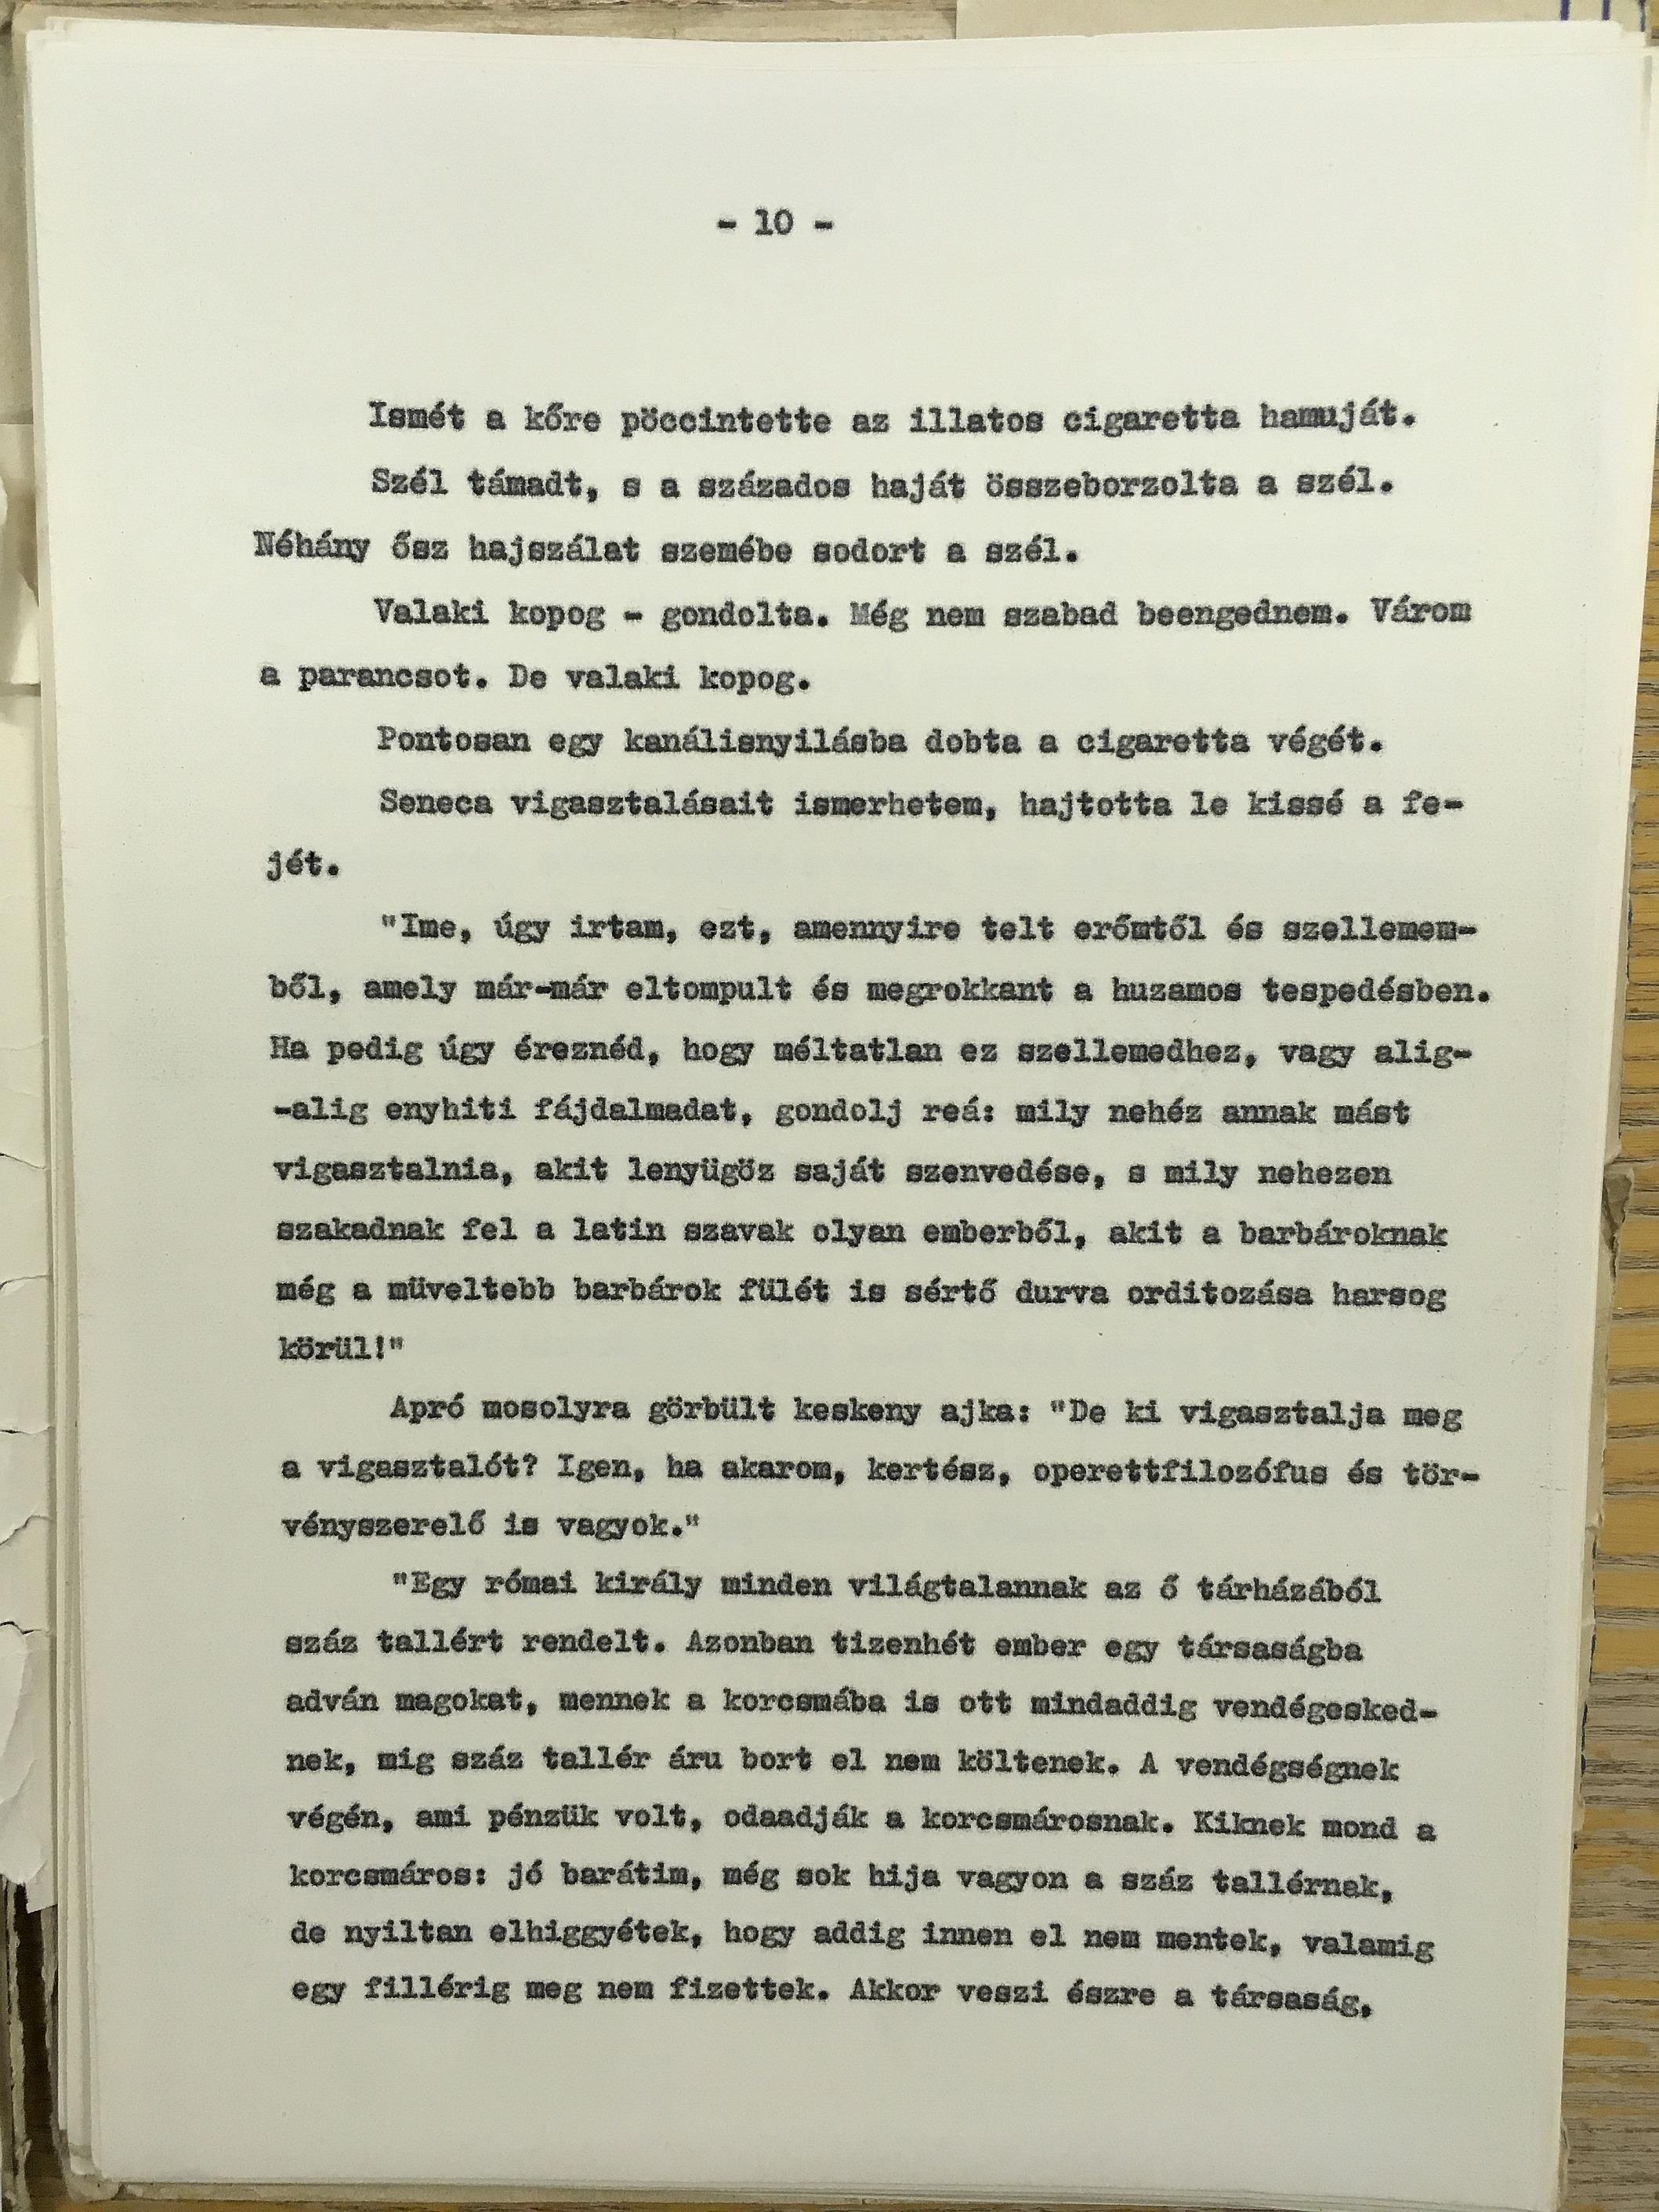 - 10 -
Ismét a kőre pöccintette az illatos cigaretta hamuját.
Szél támadt, s a százados haját összeborzolta a szél.
Néhány ősz hajszálat szemébe sodort a szél.
Valaki kopog - gondolta. Még nem szabad beengednem. Várom
a parancsot. De valaki kopog.
Pontosan egy kanálisnyilásba dobta a cigaretta végét.
Seneca vigasztalásait ismerhetem, hajtotta le kissé a fe-
jét.
"Ime, úgy irtam, ezt, amennyire telt erőmtől és szellemem-
ből, amely már-már eltompult és megrokkant a huzamos tespedésben.
Ha pedig úgy éreznéd, hogy méltatlan ez szellemedhez, vagy alig-
-alig enyhiti fájdalmadat, gondolj reá: mily nehéz annak mást
vigasztalnia, akit lenyügöz saját szenvedése, s mily nehezen
szakadnak fel a latin szavak olyan emberből, akit a barbároknak
még a müveltebb barbárok fülét is sértő durva orditozása harsog
körül!"
Apró mosolyra görbült keskeny ajka: "De ki vigasztalja meg
a vigasztalót? Igen, ha akarom, kertész, operettfilozófus és tör-
vényszerelő is vagyok."
"Egy római király minden világtalannak az ő tárházából
száz tallért rendelt. Azonban tizenhét ember egy társaságba
adván magokat, mennek a korcsmába is ott mindaddig vendégesked-
nek, mig száz tallér áru bort el nem költenek. A vendégségnek
végén, ami pénzük volt, odaadják a korcsmárosnak. Kiknek mond a
korcsmáros: jó barátim, még sok hija vagyon a száz tallérnak,
de nyiltan elhiggyétek, hogy addig innen el nem mentek, valamig
egy fillérig meg nem fizettek. Akkor veszi észre a társaság,